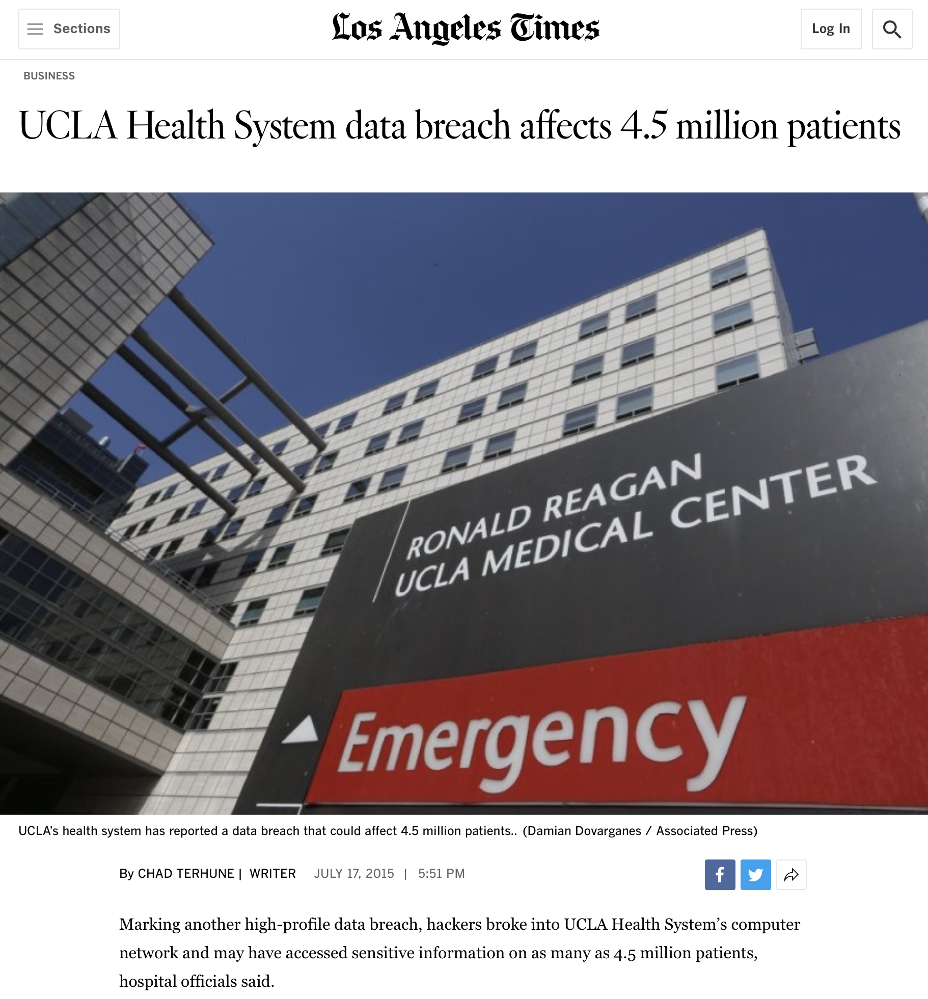 Sections
Los Angeles Times
Log In
BUSINESS
UCLA Health System data breach affects 4.5 million patients
RONALD REAGAN
UCLA MEDICAL CENTER
Emergency
UCLA’s health system has reported a data breach that could affect 4.5 million patients.. (Damian Dovarganes / Associated Press)
By CHAD TERHUNE | WRITER JULY 17, 2015 | 5:51 PM
Marking another high-profile data breach, hackers broke into UCLA Health System’s computer
network and may have accessed sensitive information on as many as 4.5 million patients,
hospital officials said.